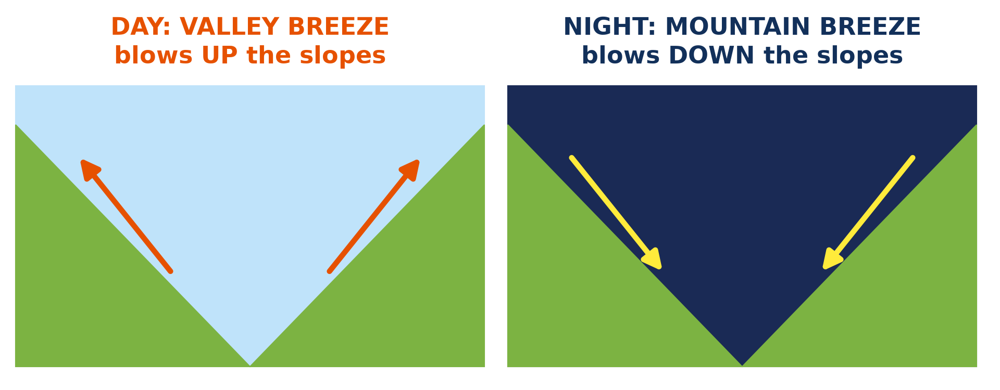 DAY: VALLEY BREEZE
blows UP the slopes
NIGHT: MOUNTAIN BREEZE
blows DOWN the slopes